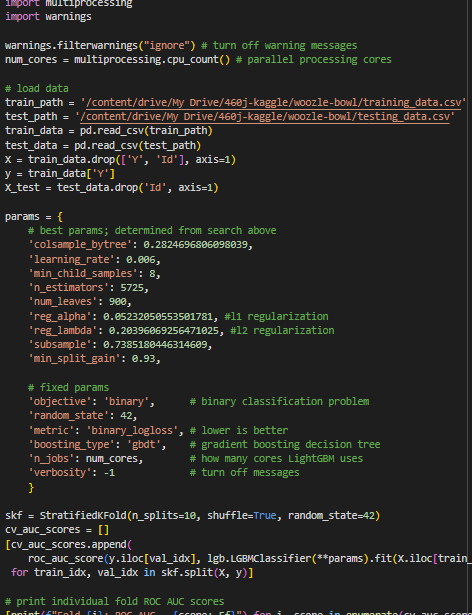 import multiprocessing
import warnings
warnings.filterwarnings("ignore") # turn off warning messages
num_cores = multiprocessing.cpu_count() # parallel processing cores
# load data
train_path = '/content/drive/My Drive/460j-kaggle/woozle-bowl/training_data.csv'
test_path = '/content/drive/My Drive/460j-kaggle/woozle-bowl/testing_data.csv'
train_data = pd.read_csv(train_path)
test_data = pd.read_csv(test_path)
X = train_data.drop(['Y', 'Id'], axis=1)
y = train_data['Y']
X_test = test_data.drop('Id', axis=1)
params = {
# best params; determined from search above
'colsample_bytree': 0.2824696806098039,
'learning_rate': 0.006,
'min_child_samples': 8,
'n_estimators': 5725,
'num_leaves': 900,
'reg_alpha': 0.05232050553501781, #l1 regularization
'reg_lambda': 0.20396069256471025, #l2 regularization
'subsample': 0.7385180446314609,
'min_split_gain': 0.93,
# fixed params
'objective': 'binary', # binary classification problem
'random_state': 42,
'metric': 'binary_logloss', # lower is better
'boosting_type': 'gbdt', # gradient boosting decision tree
'n_jobs': num_cores, # how many cores LightGBM uses
'verbosity': -1 # turn off messages
}
skf = StratifiedKFold(n_splits=10, shuffle=True, random_state=42)
cv_auc_scores = []
[cv_auc_scores.append(
roc_auc_score(y.iloc[val_idx], lgb.LGBMClassifier(**params).fit(X.iloc[train_
for train_idx, val_idx in skf.split(X, y)]
# print individual fold ROC AUC scores